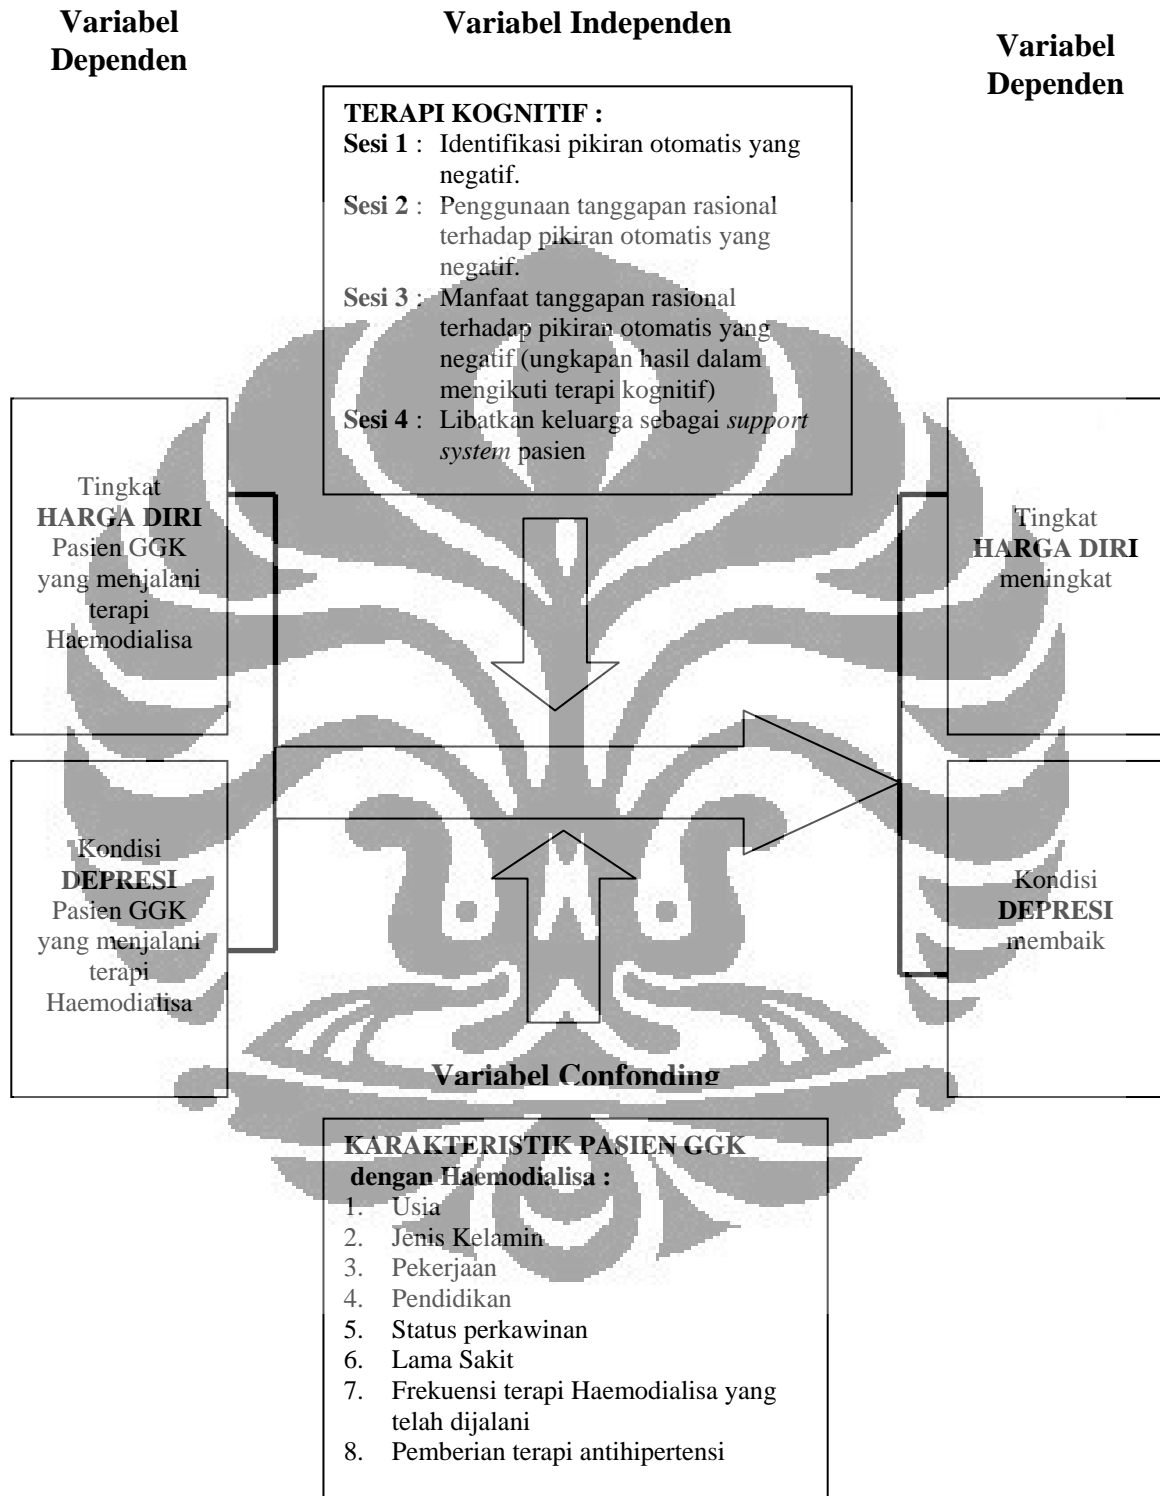 Variabel
Dependen
Variabel Independen
Variabel
Dependen
TERAPI KOGNITIF :
Sesi 1 : Identifikasi pikiran otomatis yang
negatif.
Sesi 2 : Penggunaan tanggapan rasional
terhadap pikiran otomatis yang
negatif.
Sesi 3 : Manfaat tanggapan rasional
terhadap pikiran otomatis yang
negatif (ungkapan hasil dalam
mengikuti terapi kognitif)
Sesi 4 : Libatkan keluarga sebagai support
system pasien
Tingkat
HARGA DIRI
Pasien GGK
yang menjalani
terapi
Haemodialisa
Tingkat
HARGA DIRI
meningkat
Kondisi
DEPRESI
Pasien GGK
yang menjalani
terapi
Haemodialisa
Kondisi
DEPRESI
membaik
Variabel Confonding
KARAKTERISTIK PASIEN GGK
dengan Haemodialisa :
1. Usia
2. Jenis Kelamin
3. Pekerjaan
4. Pendidikan
5. Status perkawinan
6. Lama Sakit
7. Frekuensi terapi Haemodialisa yang
telah dijalani
8. Pemberian terapi antihipertensi